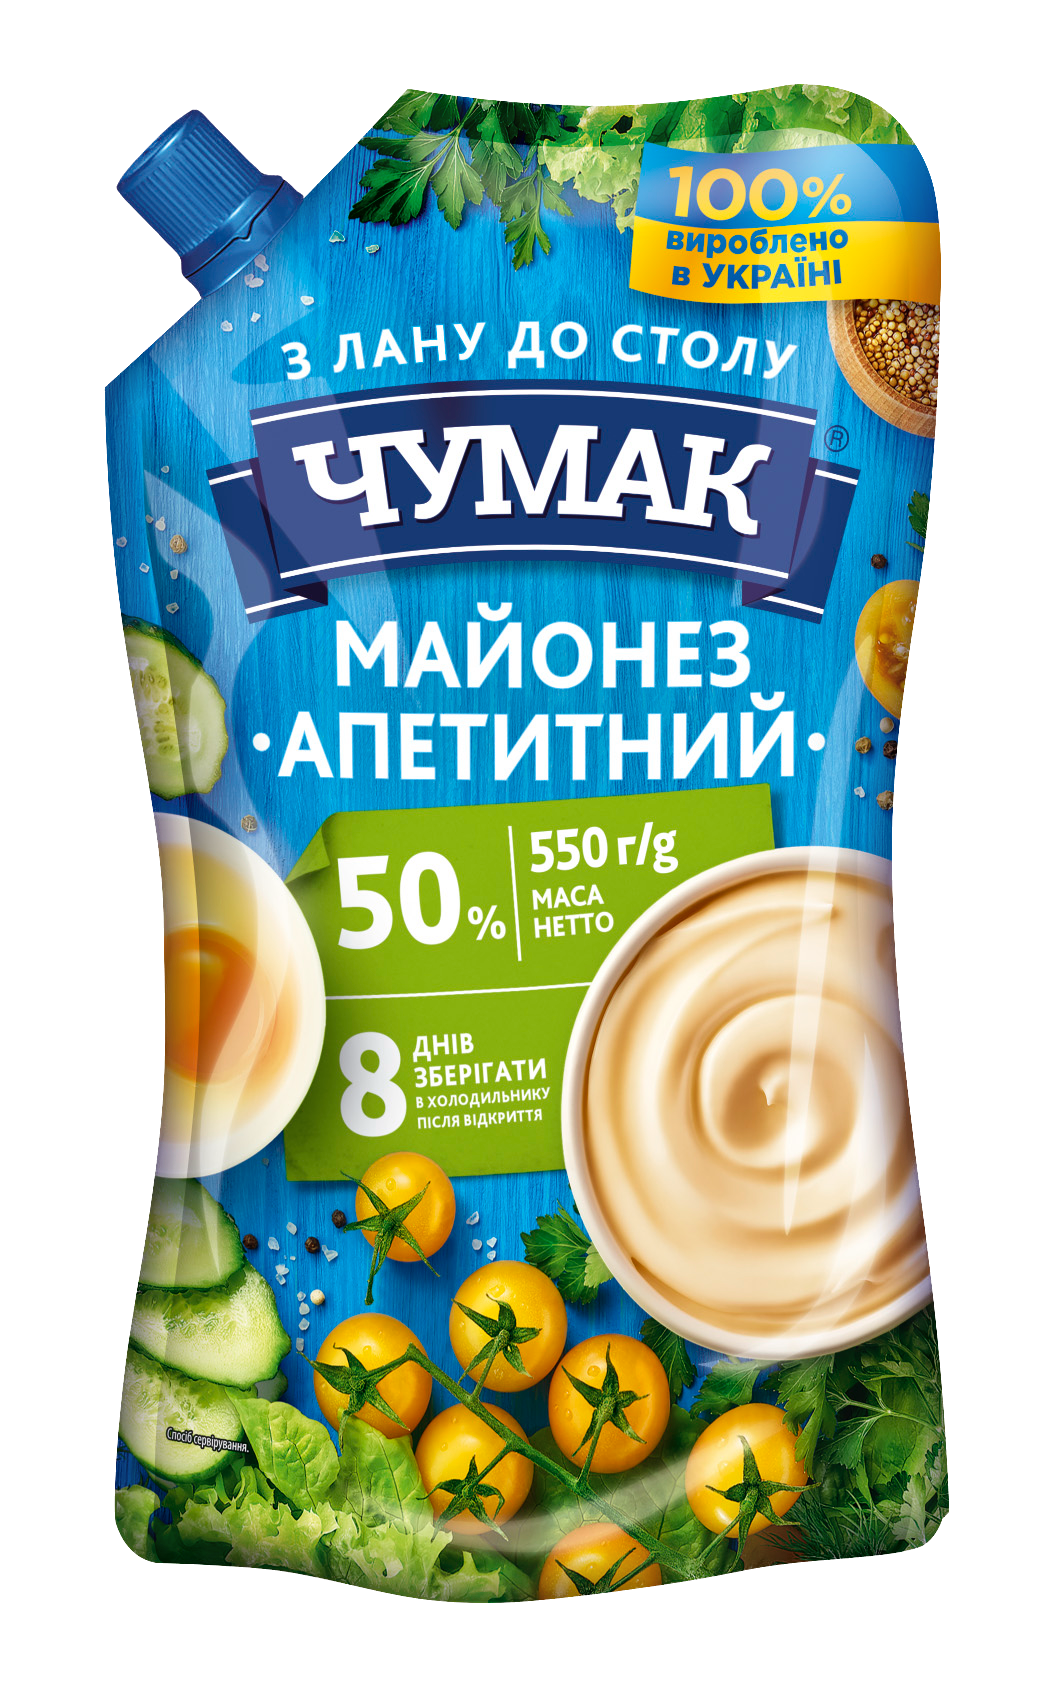 100%
вироблено
в УКРАЇНІ
З ЛАНУ ДО СТОЛУ
ЧУМАК
®
МАЙОНЕЗ
•АПЕТИТНИЙ•
50%
550 г/g
МАСА
НЕТТО
8
ДНІВ
ЗБЕРІГАТИ
В ХОЛОДИЛЬНИКУ
ПІСЛЯ ВІДКРИТТЯ
Спосіб сервірування.